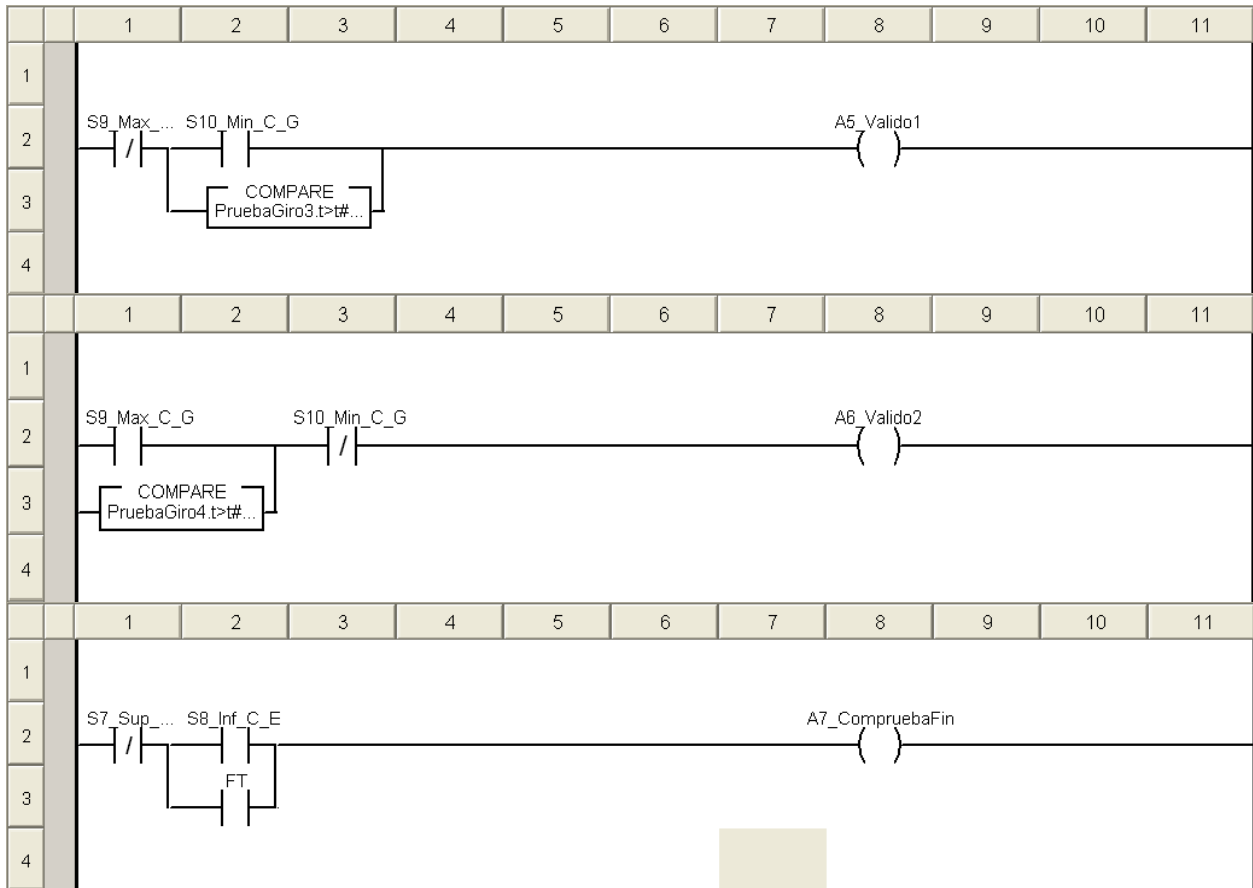 1 2 3 4 5 6 7 8 9 10 11
1
S9_Max_... S10_Min_C_G A5_Valido1
2 / ( )
COMPARE
3 PruebaGiro3.t>t#...
4
1 2 3 4 5 6 7 8 9 10 11
1
S9_Max_C_G S10_Min_C_G A6_Valido2
2 / ( )
COMPARE
3 PruebaGiro4.t>t#...
4
1 2 3 4 5 6 7 8 9 10 11
1
S7_Sup_... S8_Inf_C_E A7_CompruebaFin
2 / ( )
FT
3
4